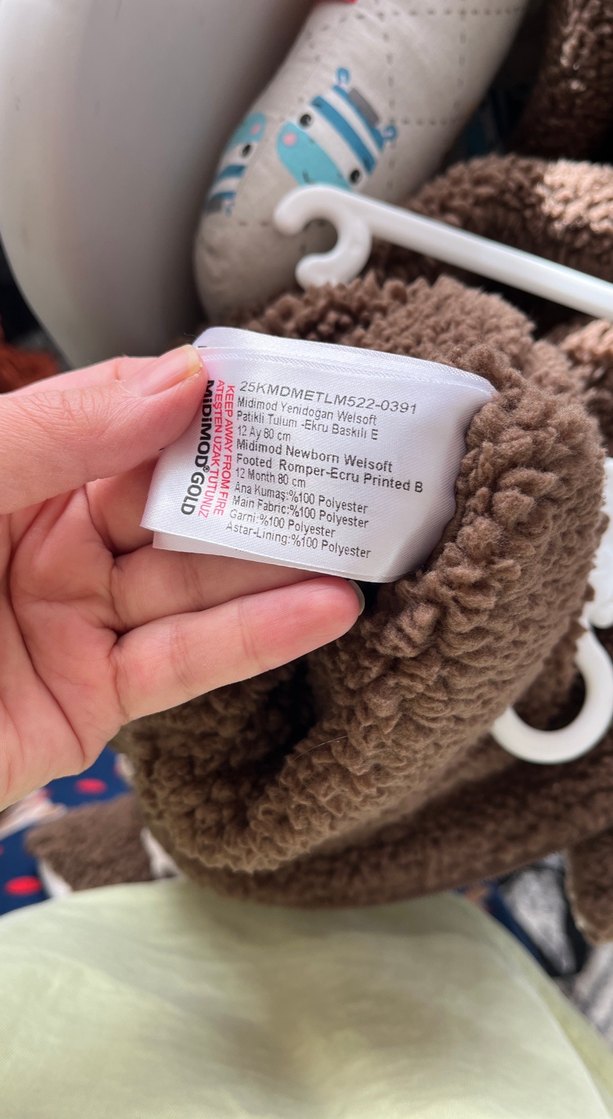 25KMDMETLM522-0391
Midimod Yenidoğan Welsoft
Patikli Tulum -Ekru Baskılı E
12 Ay 80 cm
Midimod Newborn Welsoft
Footed Romper-Ecru Printed B
12 Month 80 cm
Ana Kumaş:%100 Polyester
Main Fabric:%100 Polyester
Garni:%100 Polyester
Astar-Lining:%100 Polyester
KEEP AWAY FROM FIRE
ATEŞTEN UZAK TUTUNUZ
MiDiMOD® GOLD